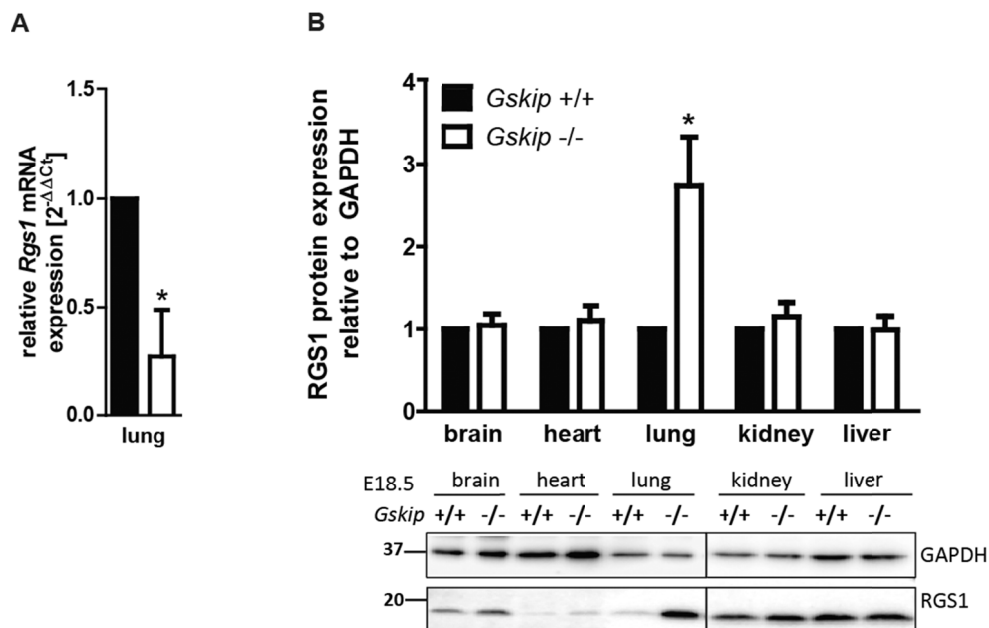 A
B
relative Rgs1 mRNA
expression [2-ΔΔCt]
1.5
1.0
0.5
0.0
*
lung
RGS1 protein expression
relative to GAPDH
4
3
2
1
0
Gskip +/+
Gskip -/-
*
brain heart lung kidney liver
E18.5 brain heart lung kidney liver
Gskip +/+ -/- +/+ -/- +/+ -/- +/+ -/- +/+ -/-
37 GAPDH
20 RGS1